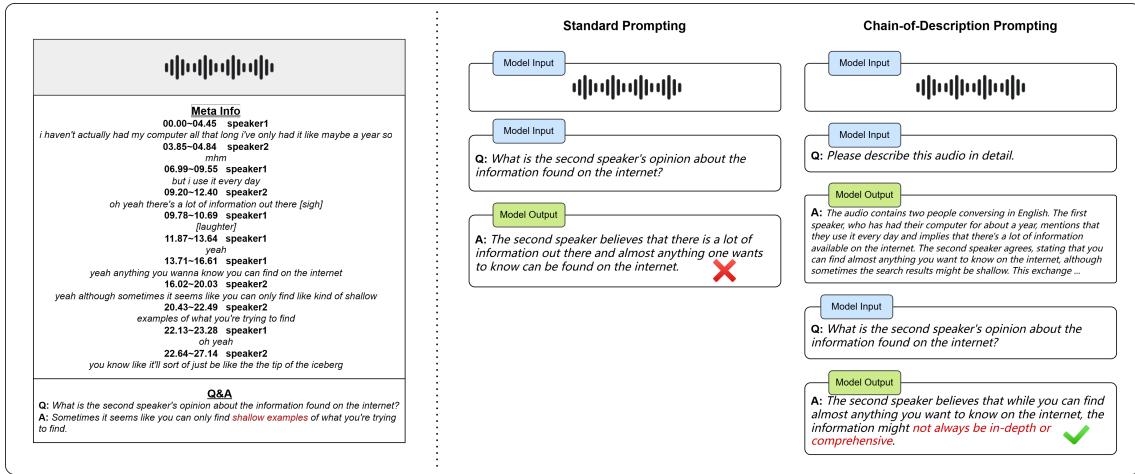 Meta Info
00.00~04.45 speaker1
i haven't actually had my computer all that long i've only had it like maybe a year so
03.85~04.84 speaker2
mhm
06.99~09.55 speaker1
but i use it every day
09.20~12.40 speaker2
oh yeah there's a lot of information out there [sigh]
09.78~10.69 speaker1
[laughter]
11.87~13.64 speaker1
yeah
13.71~16.61 speaker1
yeah anything you wanna know you can find on the internet
16.02~20.03 speaker2
yeah although sometimes it seems like you can only find like kind of shallow
20.43~22.49 speaker2
examples of what you're trying to find
22.13~23.28 speaker1
oh yeah
22.64~27.14 speaker2
you know like it'll sort of just be like the the tip of the iceberg
Q&A
Q: What is the second speaker's opinion about the information found on the internet?
A: Sometimes it seems like you can only find shallow examples of what you're trying
to find.
Standard Prompting
Model Input
Model Input
Q: What is the second speaker's opinion about the
information found on the internet?
Model Output
A: The second speaker believes that there is a lot of
information out there and almost anything one wants
to know can be found on the internet.
Chain-of-Description Prompting
Model Input
Model Input
Q: Please describe this audio in detail.
Model Output
A: The audio contains two people conversing in English. The first
speaker, who has had their computer for about a year, mentions that
they use it every day and implies that there's a lot of information
available on the internet. The second speaker agrees, stating that you
can find almost anything you want to know on the internet, although
sometimes the search results might be shallow. This exchange ...
Model Input
Q: What is the second speaker's opinion about the
information found on the internet?
Model Output
A: The second speaker believes that while you can find
almost anything you want to know on the internet, the
information might not always be in-depth or
comprehensive.